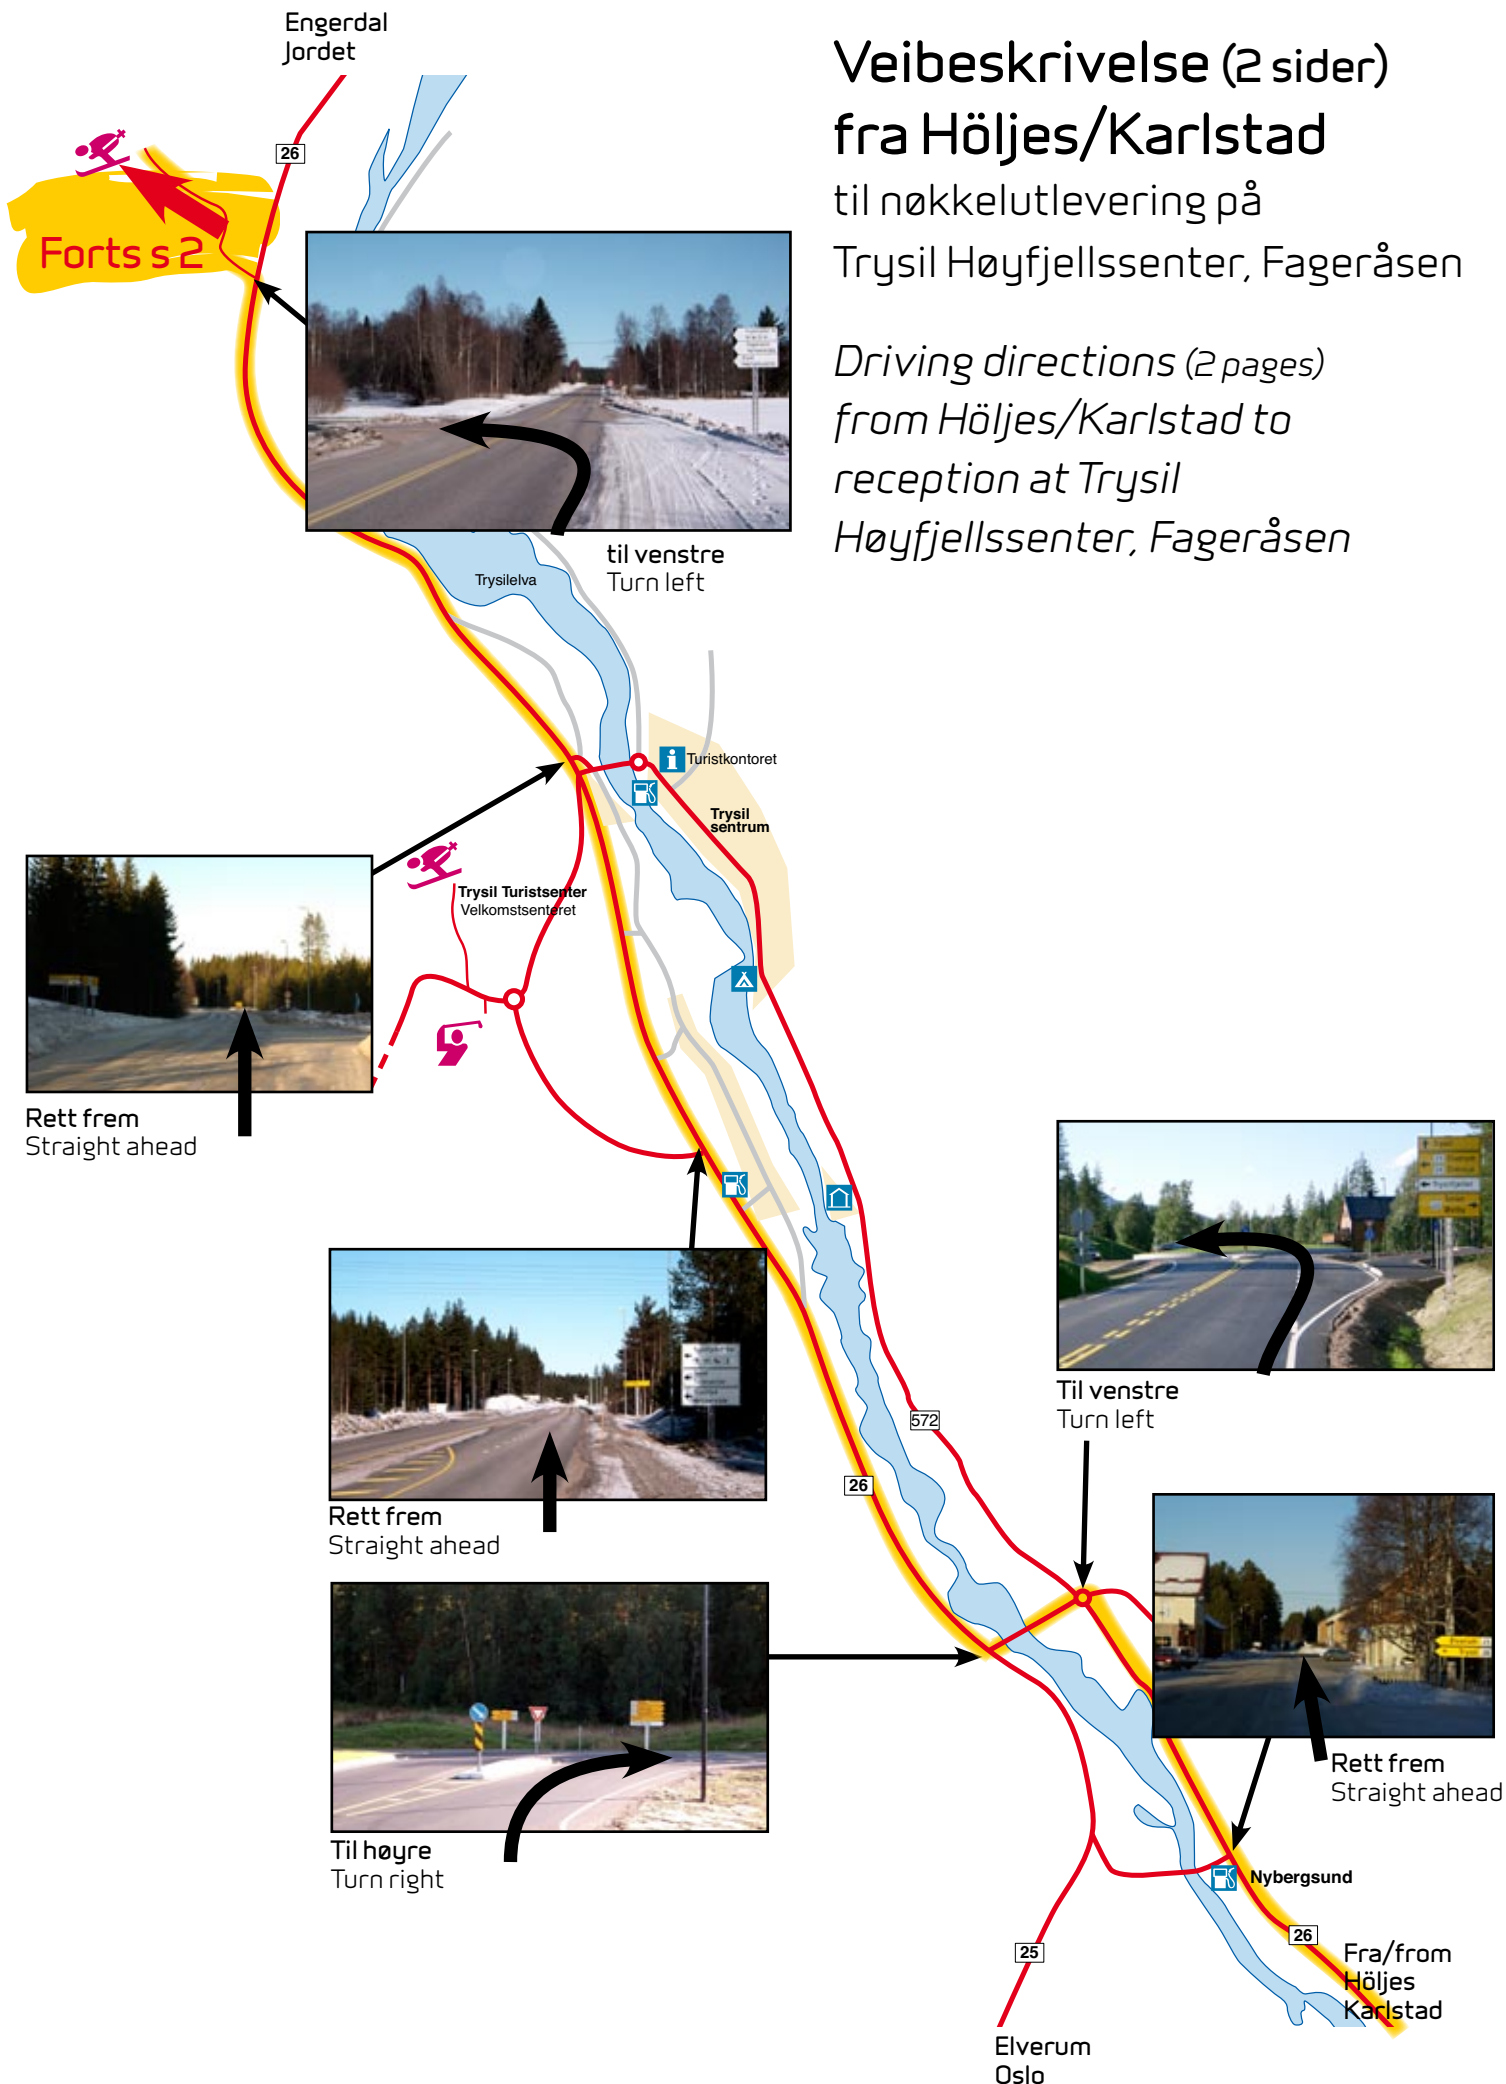 Engerdal
Jordet
Veibeskrivelse (2 sider)
fra Höljes/Karlstad
til nøkkelutlevering på
Trysil Høyfjellssenter, Fageråsen
Driving directions (2 pages)
from Höljes/Karlstad to
reception at Trysil
Høyfjellssenter, Fageråsen
26
Forts s 2
til venstre
Turn left
Trysilelva
Turistkontoret
Trysil
sentrum
Trysil Turistsenter
Velkomstsenteret
Rett frem
Straight ahead
Til venstre
Turn left
572
26
Rett frem
Straight ahead
Rett frem
Straight ahead
Til høyre
Turn right
Nybergsund
26
25
Fra/from
Höljes
Karlstad
Elverum
Oslo